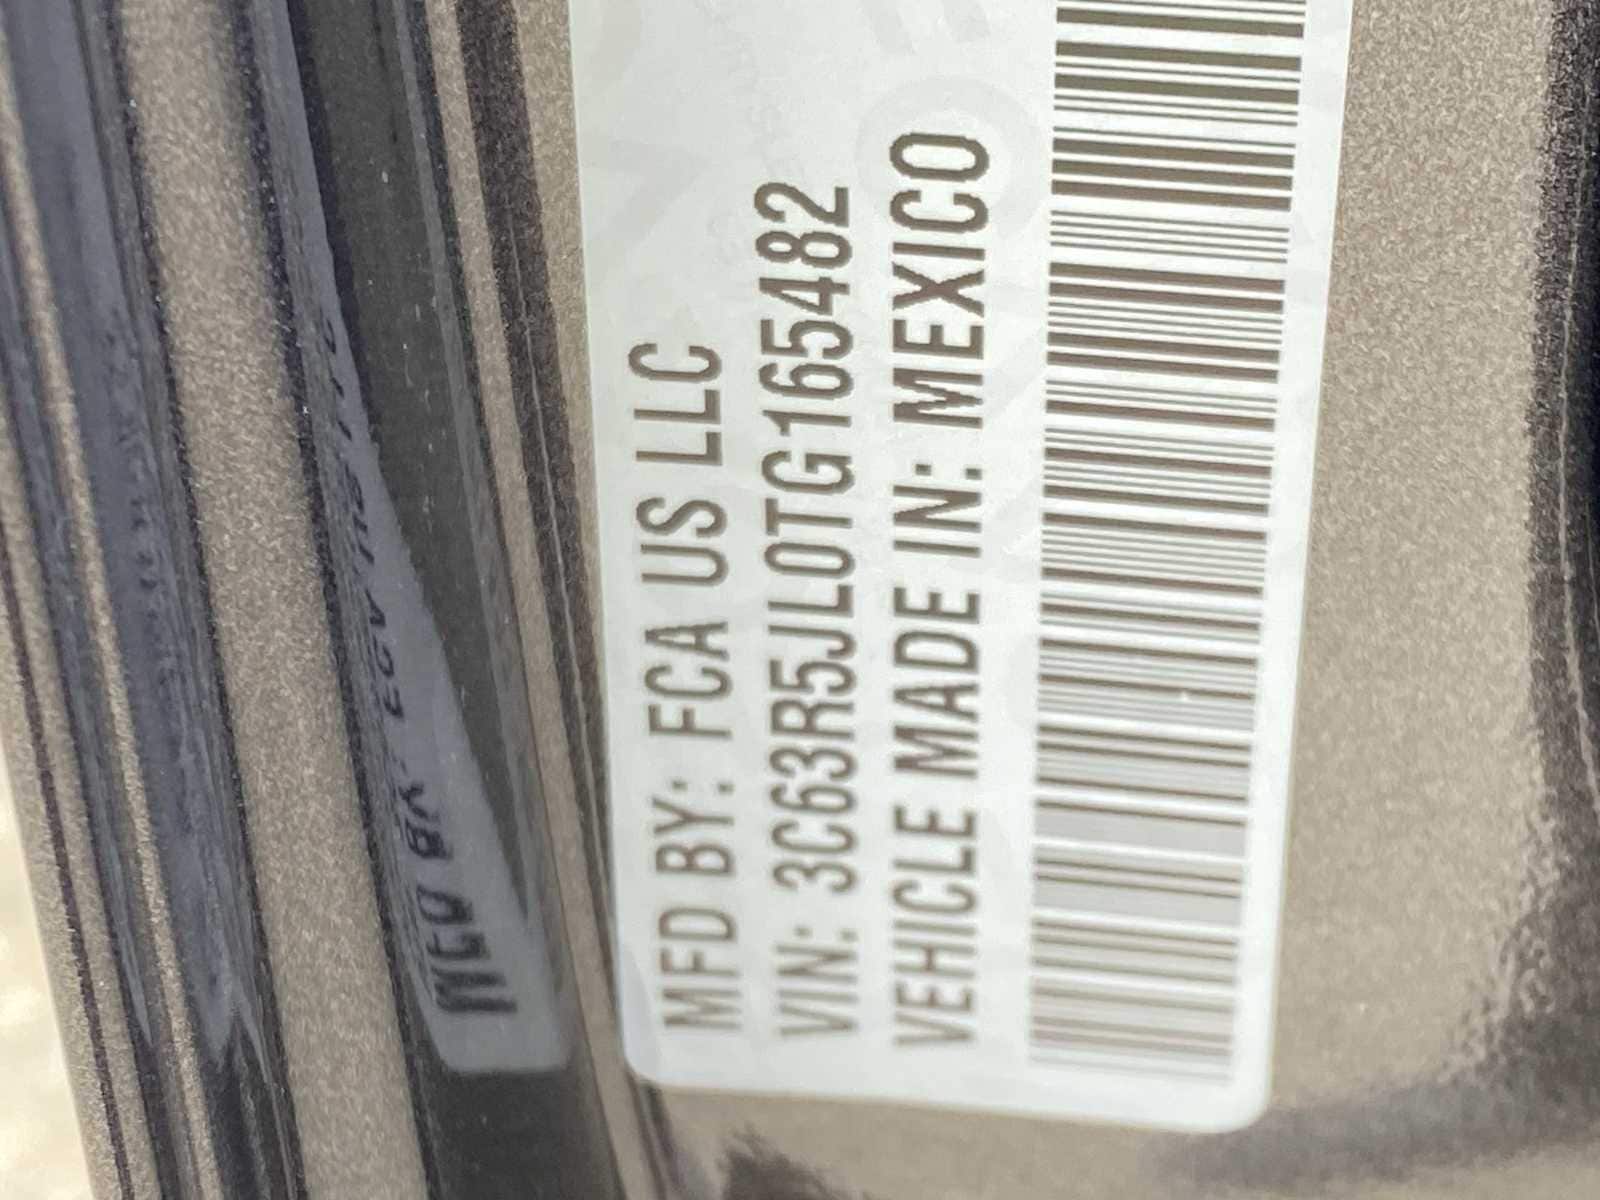 MFD BY: FCA US LLC
VIN: 3C63R5JL0TG165482
VEHICLE MADE IN: MEXICO